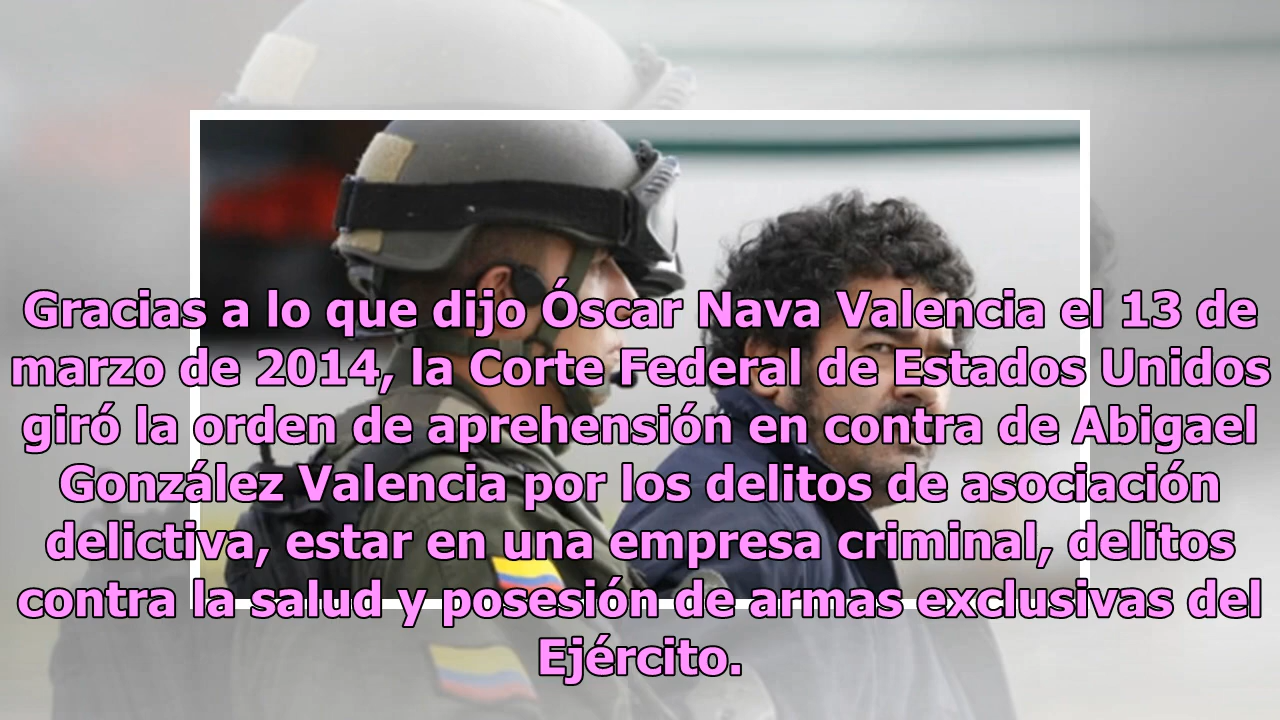 Gracias a lo que dijo Óscar Nava Valencia el 13 de
marzo de 2014, la Corte Federal de Estados Unidos
giró la orden de aprehensión en contra de Abigael
González Valencia por los delitos de asociación
delictiva, estar en una empresa criminal, delitos
contra la salud y posesión de armas exclusivas del
Ejército.